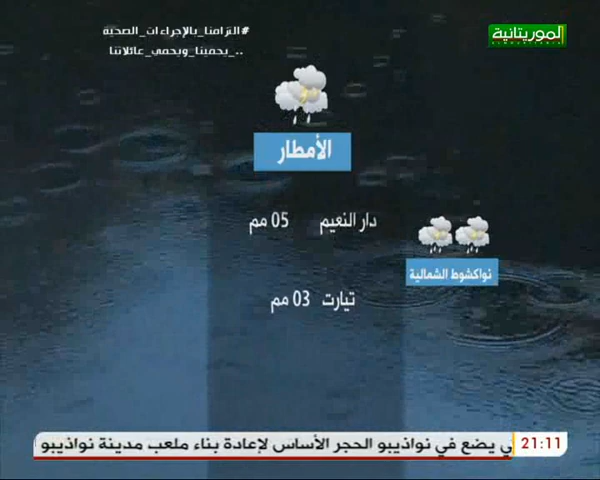 #التزامنا_بالإجراءات_الصحية
.._يحمينا_ويحمي_عائلاتنا
الموريتانية
الأمطار
دار النعيم 05 مم
نواكشوط الشمالية
تيارت 03 مم
21:11
ي يضع في نواذيبو الحجر الأساس لإعادة بناء ملعب مدينة نواذيبو